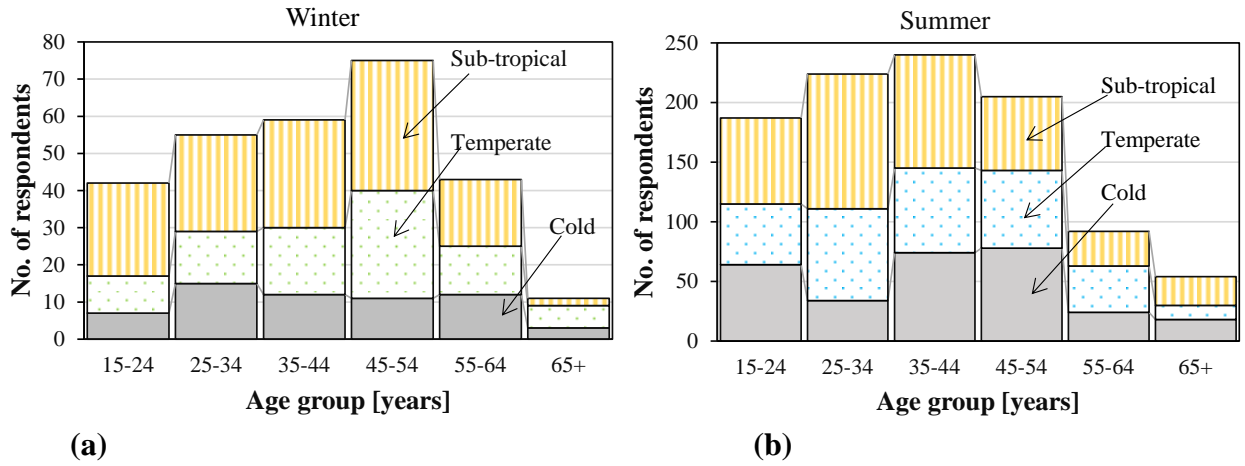 Winter
80
70
60
50
40
30
20
10
0
No. of respondents
Sub-tropical
Temperate
Cold
15-24 25-34 35-44 45-54 55-64 65+
Age group [years]
(a)
Summer
250
200
150
100
50
0
No. of respondents
Sub-tropical
Temperate
Cold
15-24 25-34 35-44 45-54 55-64 65+
Age group [years]
(b)